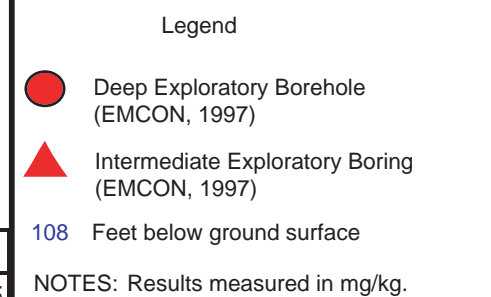 Legend
Deep Exploratory Borehole
(EMCON, 1997)
Intermediate Exploratory Boring
(EMCON, 1997)
108 Feet below ground surface
NOTES: Results measured in mg/kg.